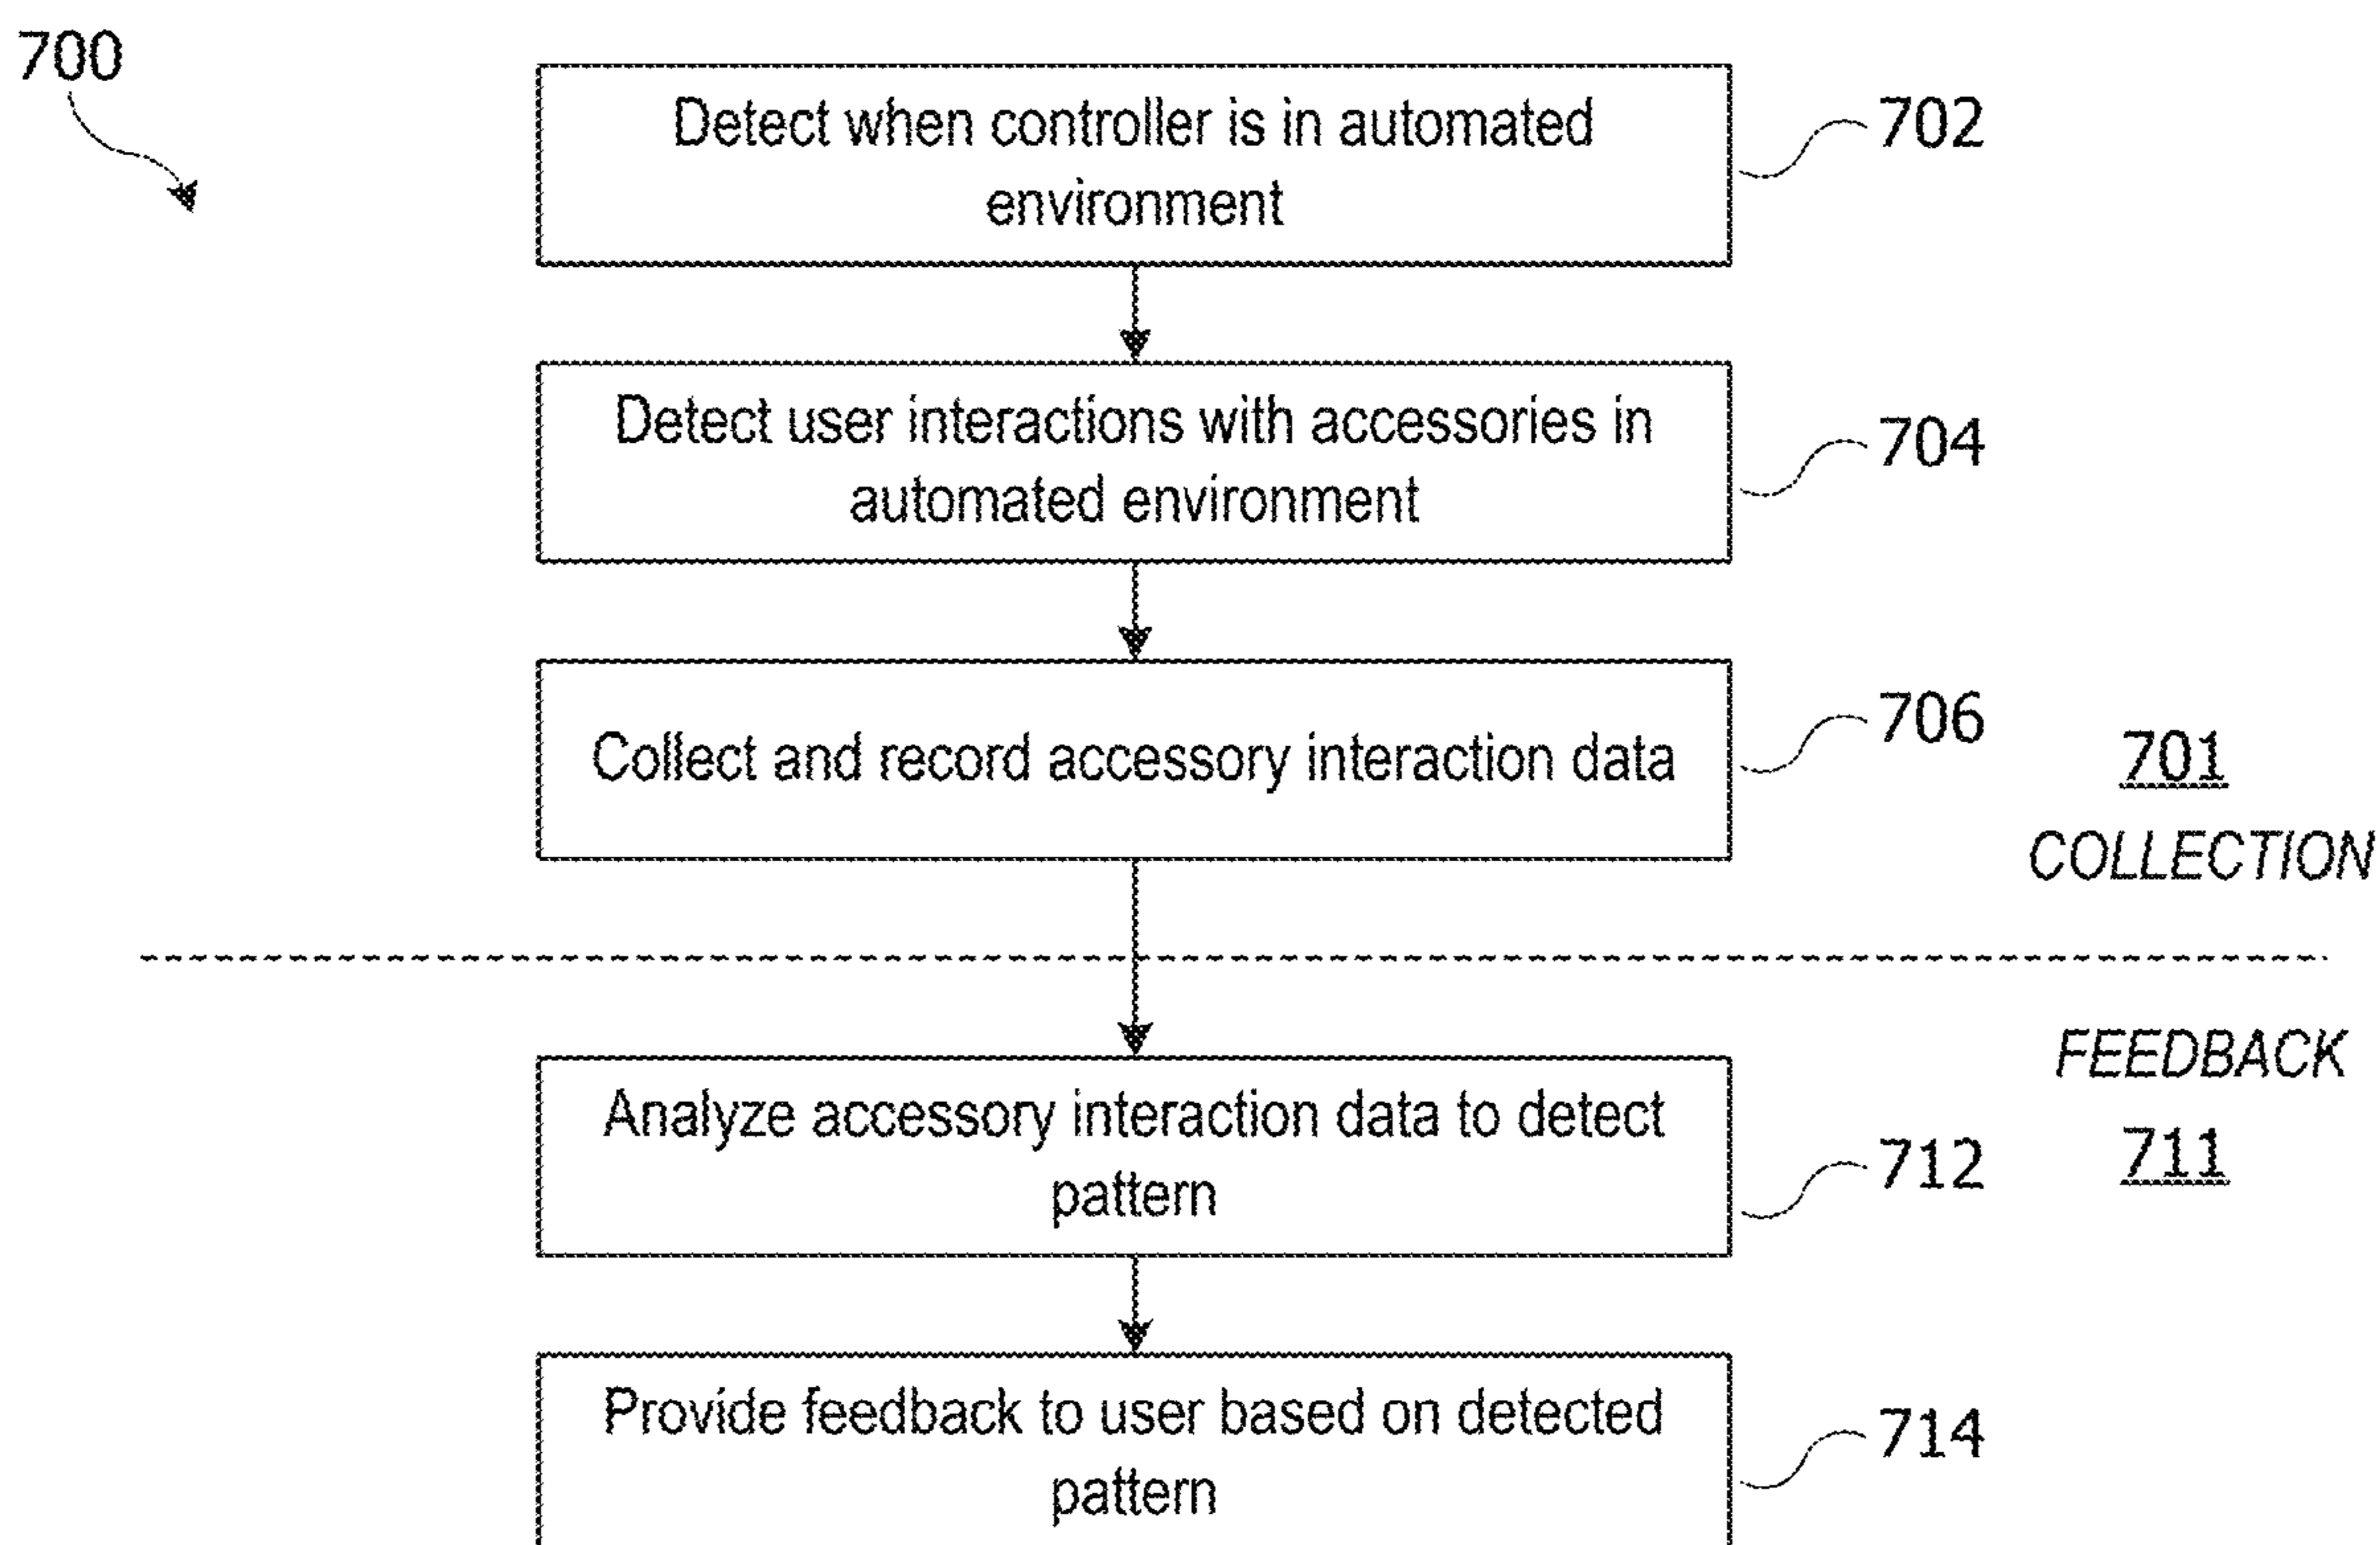 700
Detect when controller is in automated
environment
702
Detect user interactions with accessories in
automated environment
704
Collect and record accessory interaction data
706
701
COLLECTION
FEEDBACK
711
Analyze accessory interaction data to detect
pattern
712
Provide feedback to user based on detected
pattern
714